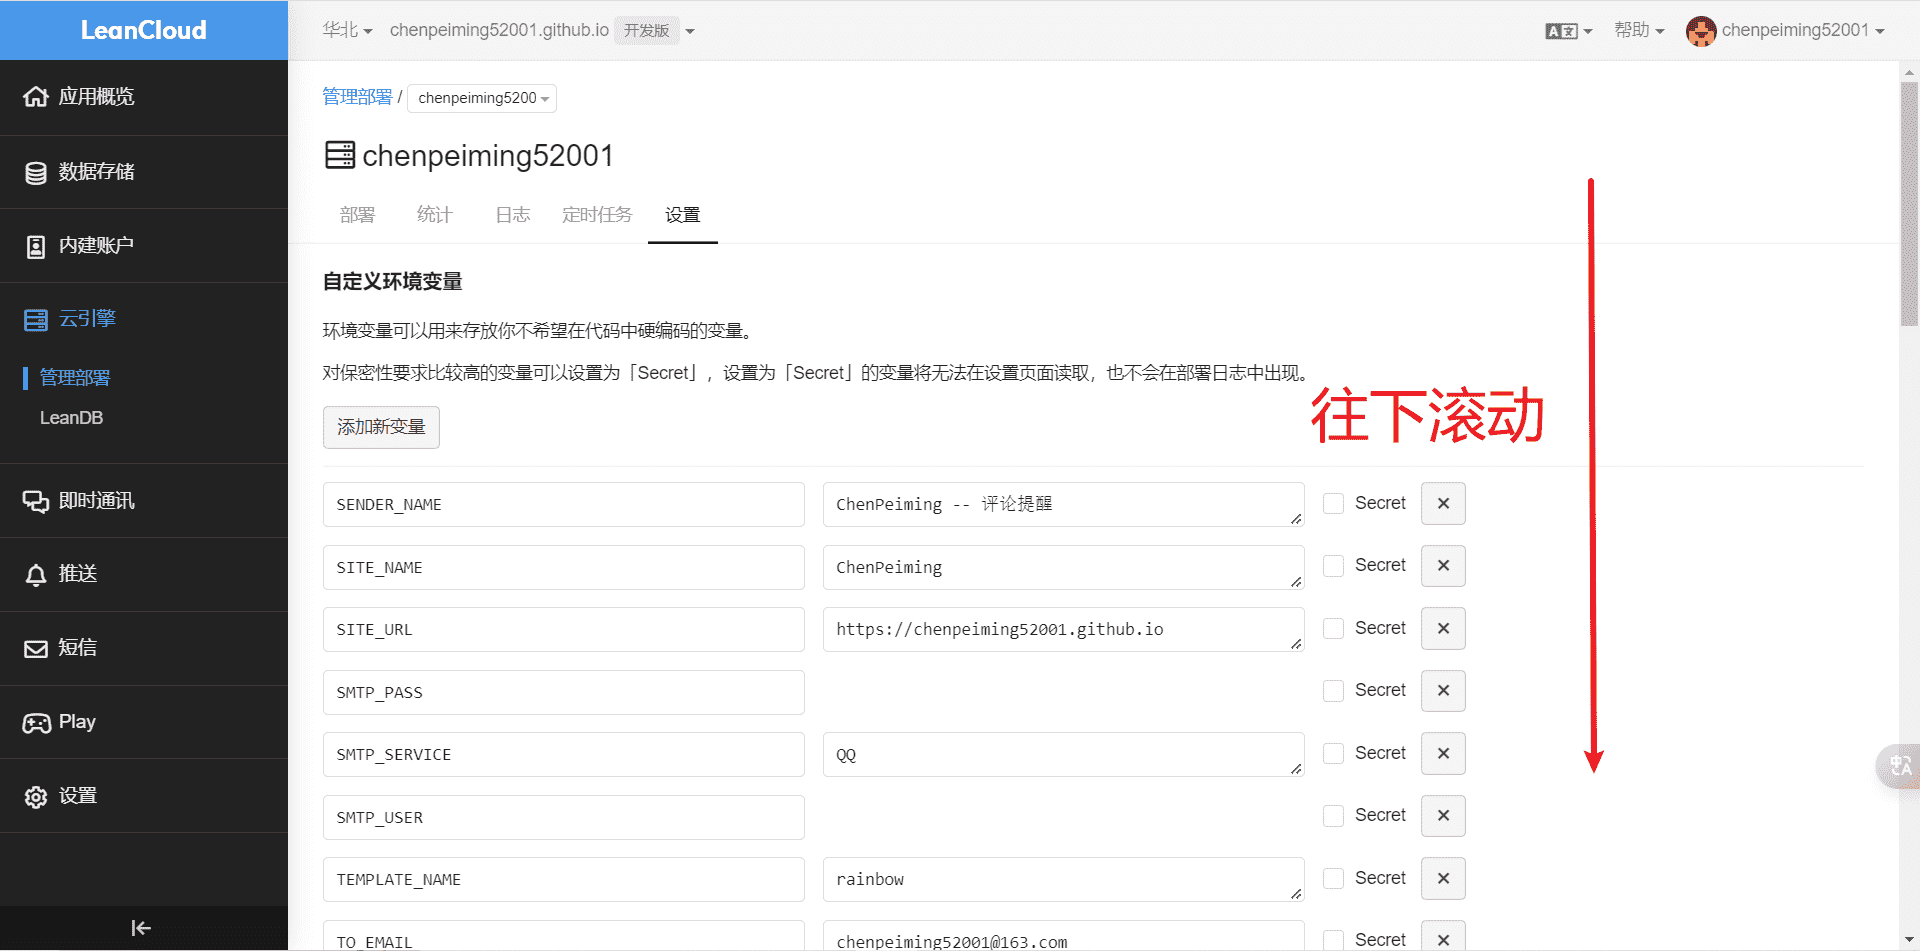 LeanCloud
华北
chenpeiming52001.github.io 开发版
帮助
chenpeiming52001
应用概览
数据存储
内建账户
云引擎
管理部署
LeanDB
即时通讯
推送
短信
Play
设置
管理部署 / chenpeiming5200
chenpeiming52001
部署 统计 日志 定时任务 设置
自定义环境变量
环境变量可以用来存放你不希望在代码中硬编码的变量。
对保密性要求比较高的变量可以设置为「Secret」,设置为「Secret」的变量将无法在设置页面读取,也不会在部署日志中出现。
往下滚动
添加新变量
SENDER_NAME ChenPeiming -- 评论提醒 Secret ×
SITE_NAME ChenPeiming Secret ×
SITE_URL https://chenpeiming52001.github.io Secret ×
SMTP_PASS Secret ×
SMTP_SERVICE QQ Secret ×
SMTP_USER Secret ×
TEMPLATE_NAME rainbow Secret ×
TO_EMAIL chenpeiming52001@163.com Secret ×